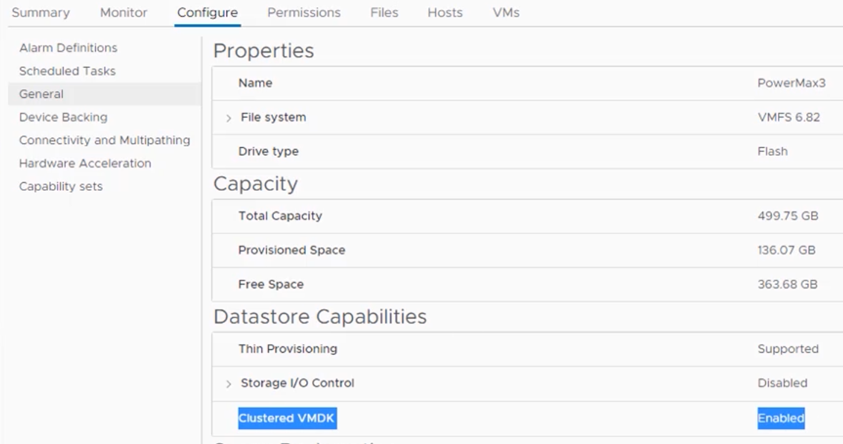 Summary Monitor Configure Permissions Files Hosts VMs
Alarm Definitions
Scheduled Tasks
General
Device Backing
Connectivity and Multipathing
Hardware Acceleration
Capability sets
Properties
Name PowerMax3
File system VMFS 6.82
Drive type Flash
Capacity
Total Capacity 499.75 GB
Provisioned Space 136.07 GB
Free Space 363.68 GB
Datastore Capabilities
Thin Provisioning Supported
Storage I/O Control Disabled
Clustered VMDK Enabled